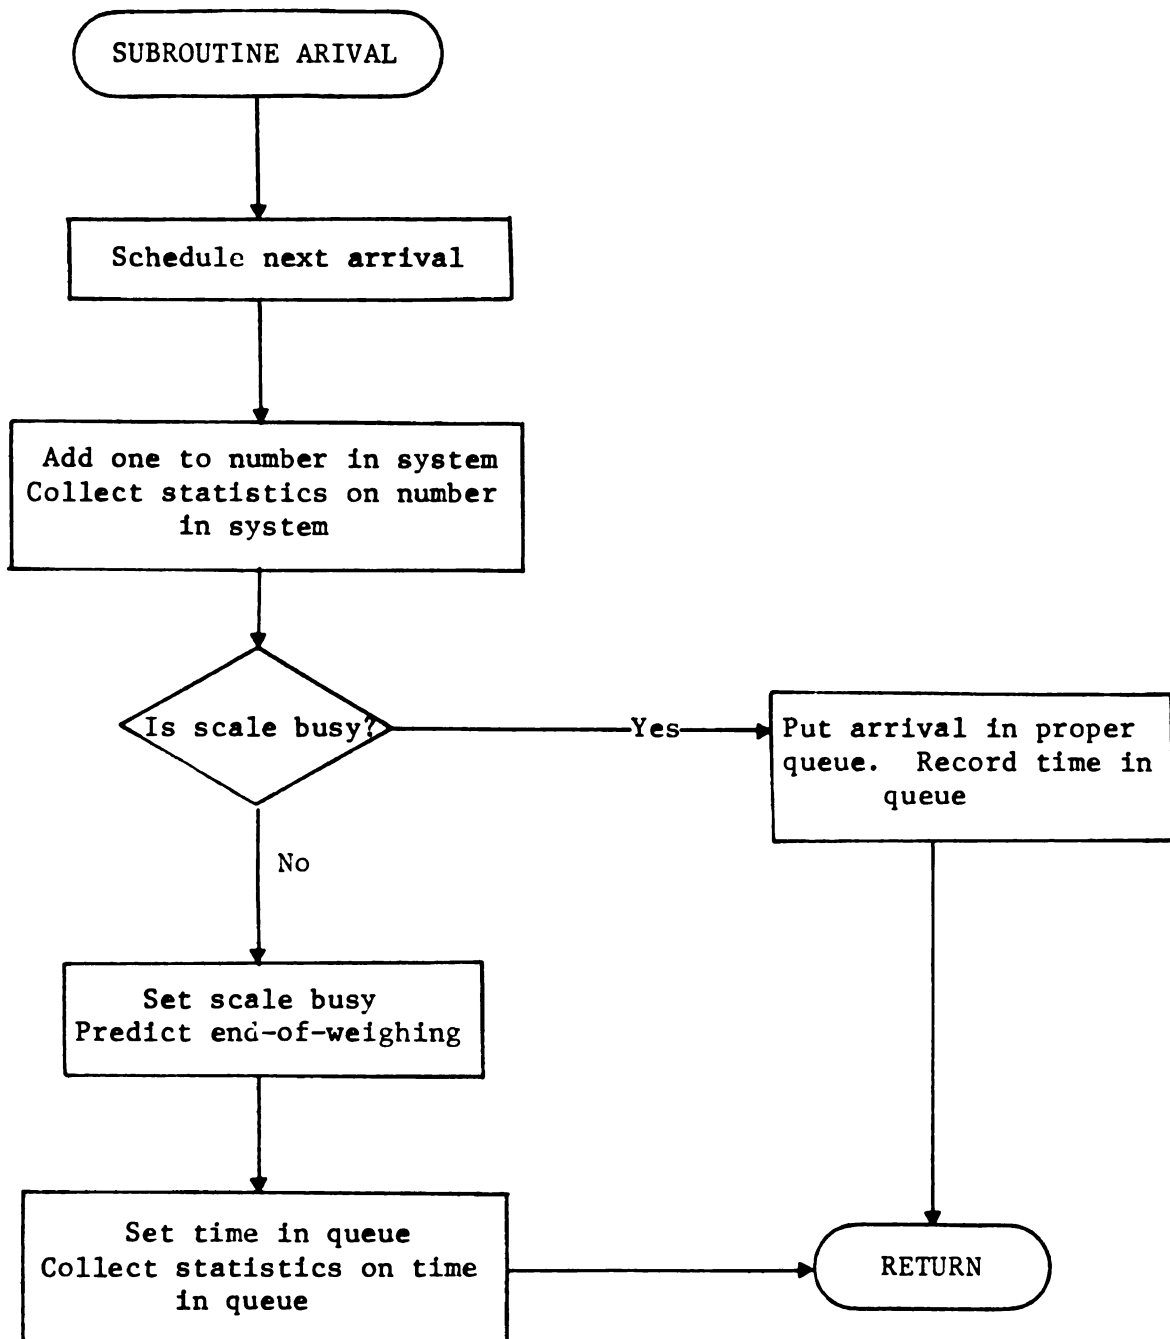 SUBROUTINE ARIVAL
Schedule next arrival
Add one to number in system
Collect statistics on number
in system
Is scale busy?
Yes
Put arrival in proper
queue. Record time in
queue
No
Set scale busy
Predict end-of-weighing
Set time in queue
Collect statistics on time
in queue
RETURN